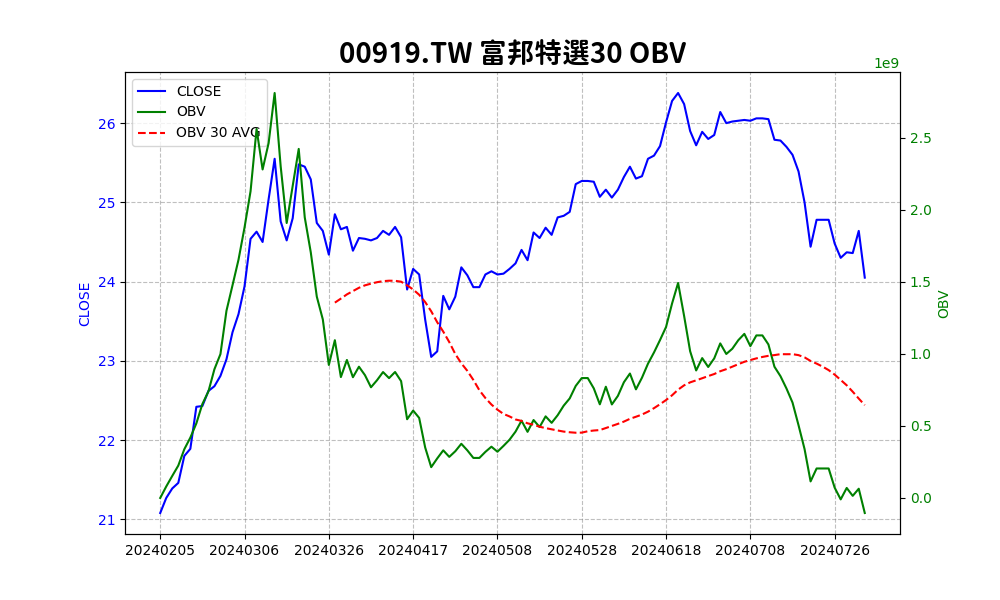 00919.TW 富邦特選30 OBV
1e9
CLOSE
OBV
OBV 30 AVG
26
25
24
23
22
21
CLOSE
2.5
2.0
1.5
1.0
0.5
0.0
OBV
20240205 20240306 20240326 20240417 20240508 20240528 20240618 20240708 20240726